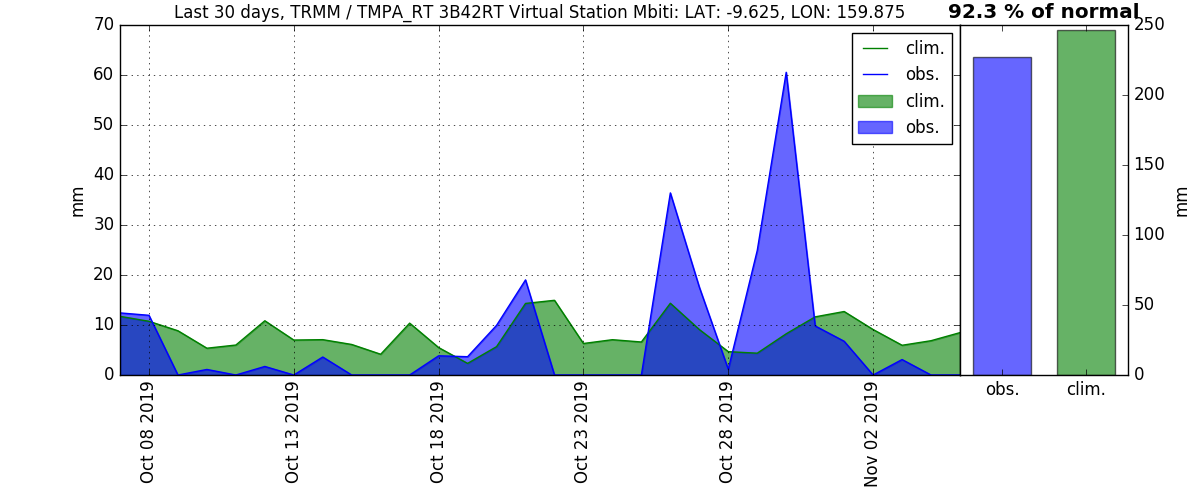 Last 30 days, TRMM / TMPA_RT 3B42RT Virtual Station Mbiti: LAT: -9.625, LON: 159.875
92.3 % of normal
70
60
50
40
30
20
10
0
mm
clim.
obs.
clim.
obs.
250
200
150
100
50
0
mm
obs.
clim.
Oct 08 2019
Oct 13 2019
Oct 18 2019
Oct 23 2019
Oct 28 2019
Nov 02 2019